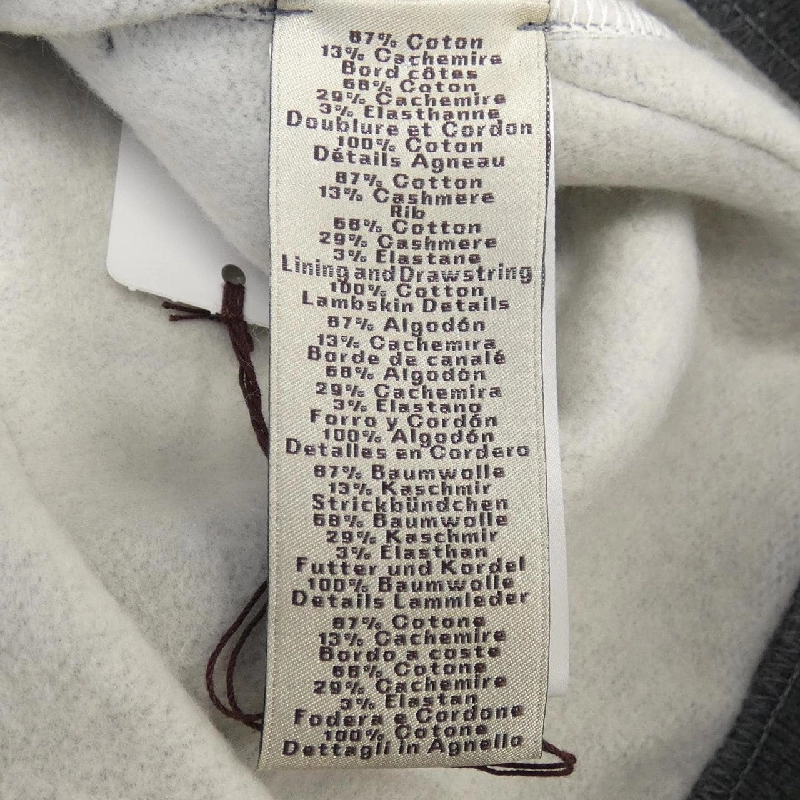 87% Coton
13% Cachemire
Bord côtes
68% Coton
29% Cachemire
3% Elasthanne
Doublure et Cordon
100% Coton
Détails Agneau
87% Cotton
13% Cashmere
Rib
68% Cotton
29% Cashmere
3% Elastane
Lining and Drawstring
100% Cotton
Lambskin Details
87% Algodón
13% Cachemira
Borde de canalé
68% Algodón
29% Cachemira
3% Elastano
Forro y Cordón
100% Algodón
Detalles en Cordero
87% Baumwolle
13% Kaschmir
Strickbündchen
68% Baumwolle
29% Kaschmir
3% Elasthan
Futter und Kordel
100% Baumwolle
Details Lammleder
87% Cotone
13% Cachemire
Bordo a coste
68% Cotone
29% Cachemire
3% Elastan
Fodera e Cordone
100% Cotone
Dettagli in Agnello